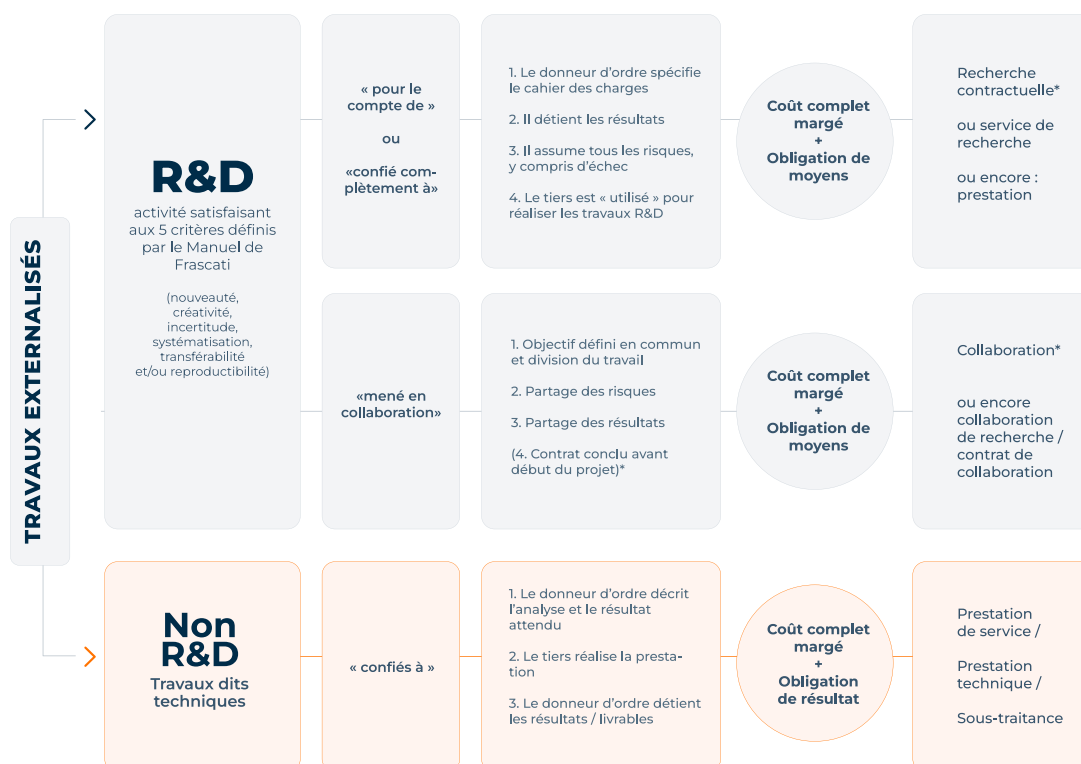 TRAVAUX EXTERNALISÉS
R&D
activité satisfaisant
aux 5 critères définis
par le Manuel de
Frascati
(nouveauté,
créativité,
incertitude,
systématisation,
transférabilité
et/ou reproductibilité)
« pour le
compte de »
ou
«confié com-
plètement à»
1. Le donneur d'ordre spécifie
le cahier des charges
2. Il détient les résultats
3. Il assume tous les risques,
y compris d'échec
4. Le tiers est « utilisé » pour
réaliser les travaux R&D
Coût complet
margé
+
Obligation de
moyens
Recherche
contractuelle*
ou service de
recherche
ou encore :
prestation
«mené en
collaboration»
1. Objectif défini en commun
et division du travail
2. Partage des risques
3. Partage des résultats
(4. Contrat conclu avant
début du projet)*
Coût complet
margé
+
Obligation de
moyens
Collaboration*
ou encore
collaboration
de recherche /
contrat de
collaboration
Non
R&D
Travaux dits
techniques
« confiés à »
1. Le donneur d'ordre décrit
l'analyse et le résultat
attendu
2. Le tiers réalise la presta-
tion
3. Le donneur d'ordre détient
les résultats / livrables
Coût complet
margé
+
Obligation
de résultat
Prestation
de service /
Prestation
technique /
Sous-traitance